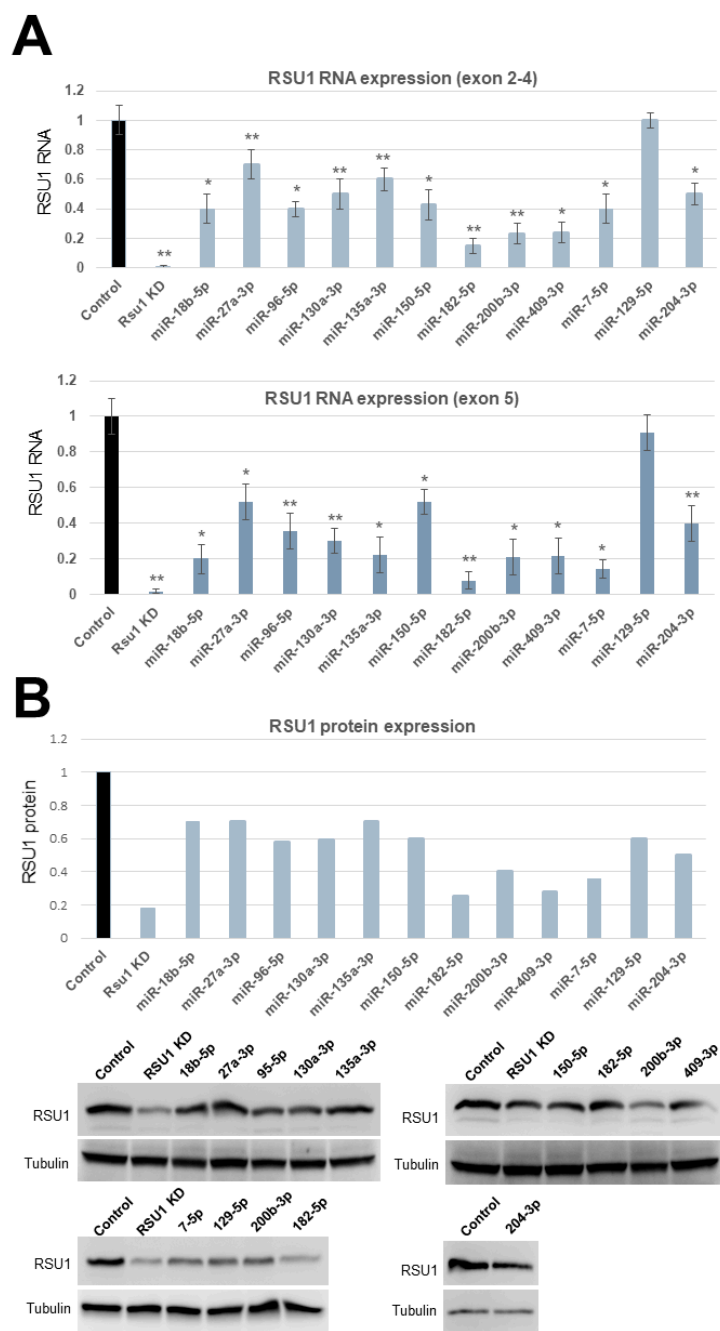 A
RSU1 RNA expression (exon 2-4)
RSU1 RNA
1.2
1
0.8
0.6
0.4
0.2
0
** * ** * ** ** * ** ** * * *
Control Rsu1 KD miR-18b-5p miR-27a-3p miR-96-5p miR-130a-3p miR-135a-3p miR-150-5p miR-182-5p miR-200b-3p miR-409-3p miR-7-5p miR-129-5p miR-204-3p
RSU1 RNA expression (exon 5)
RSU1 RNA
1.2
1
0.8
0.6
0.4
0.2
0
** * * ** ** * * ** * * * **
Control Rsu1 KD miR-18b-5p miR-27a-3p miR-96-5p miR-130a-3p miR-135a-3p miR-150-5p miR-182-5p miR-200b-3p miR-409-3p miR-7-5p miR-129-5p miR-204-3p
B
RSU1 protein expression
RSU1 protein
1.2
1
0.8
0.6
0.4
0.2
0
Control Rsu1 KD miR-18b-5p miR-27a-3p miR-96-5p miR-130a-3p miR-135a-3p miR-150-5p miR-182-5p miR-200b-3p miR-409-3p miR-7-5p miR-129-5p miR-204-3p
Control RSU1 KD 18b-5p 27a-3p 95-5p 130a-3p 135a-3p
RSU1
Tubulin
Control RSU1 KD 150-5p 182-5p 200b-3p 409-3p
RSU1
Tubulin
Control RSU1 KD 7-5p 129-5p 200b-3p 182-5p
RSU1
Tubulin
Control 204-3p
RSU1
Tubulin